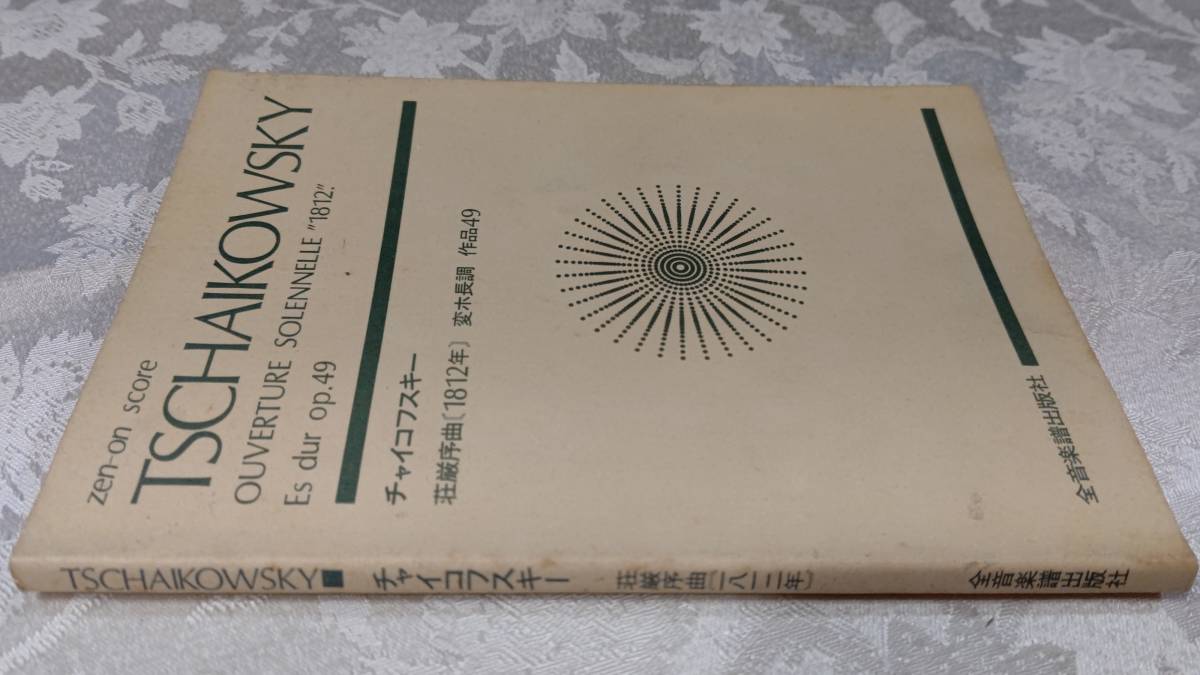 zen-on score
TSCHAIKOWSKY
OUVERTURE SOLENNELLE "1812".
Es dur op.49
チャイコフスキー
荘厳序曲〔1812年〕 変ホ長調 作品49
全音楽譜出版社
TSCHAIKOWSKY■ チャイコフスキー 荘厳序曲〔一八一二年〕 全音楽譜出版社